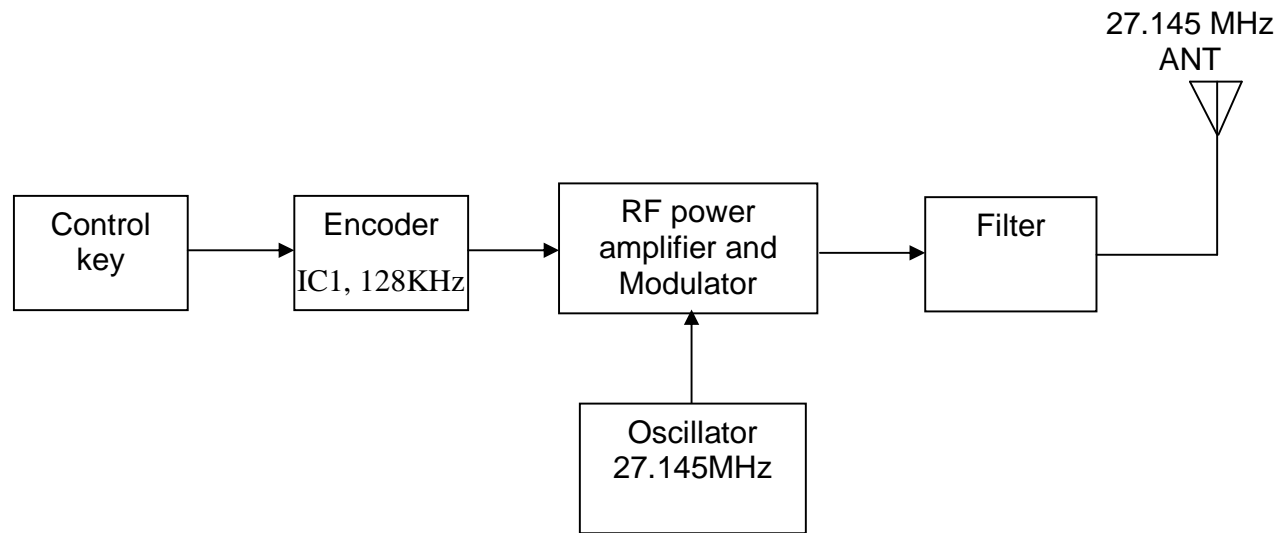 27.145 MHz
ANT
Control
key
Encoder
IC1, 128KHz
RF power
amplifier and
Modulator
Filter
Oscillator
27.145MHz